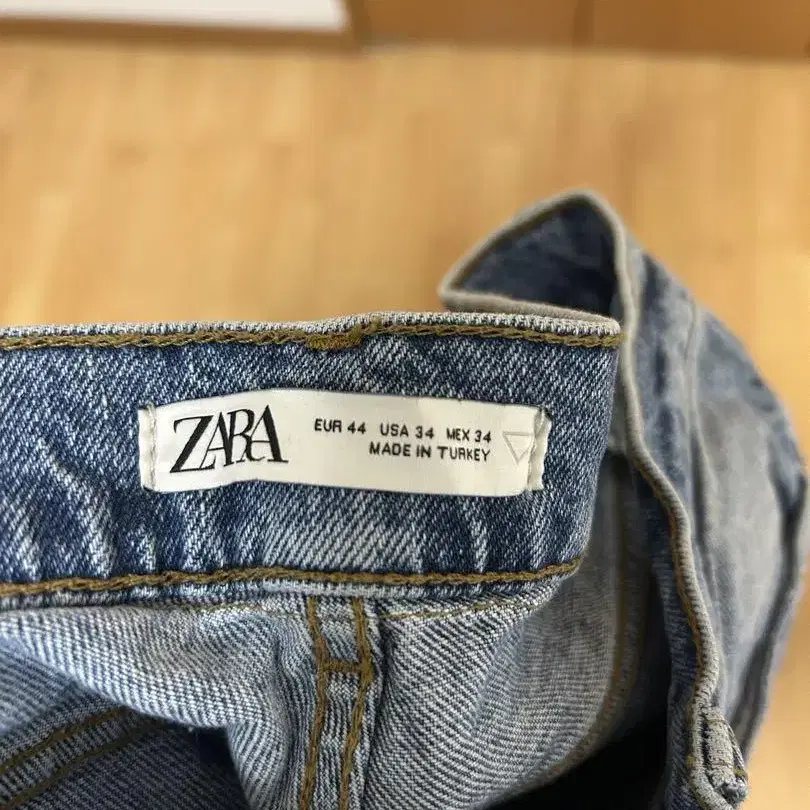 ZARA
EUR 44 USA 34 MEX 34
MADE IN TURKEY